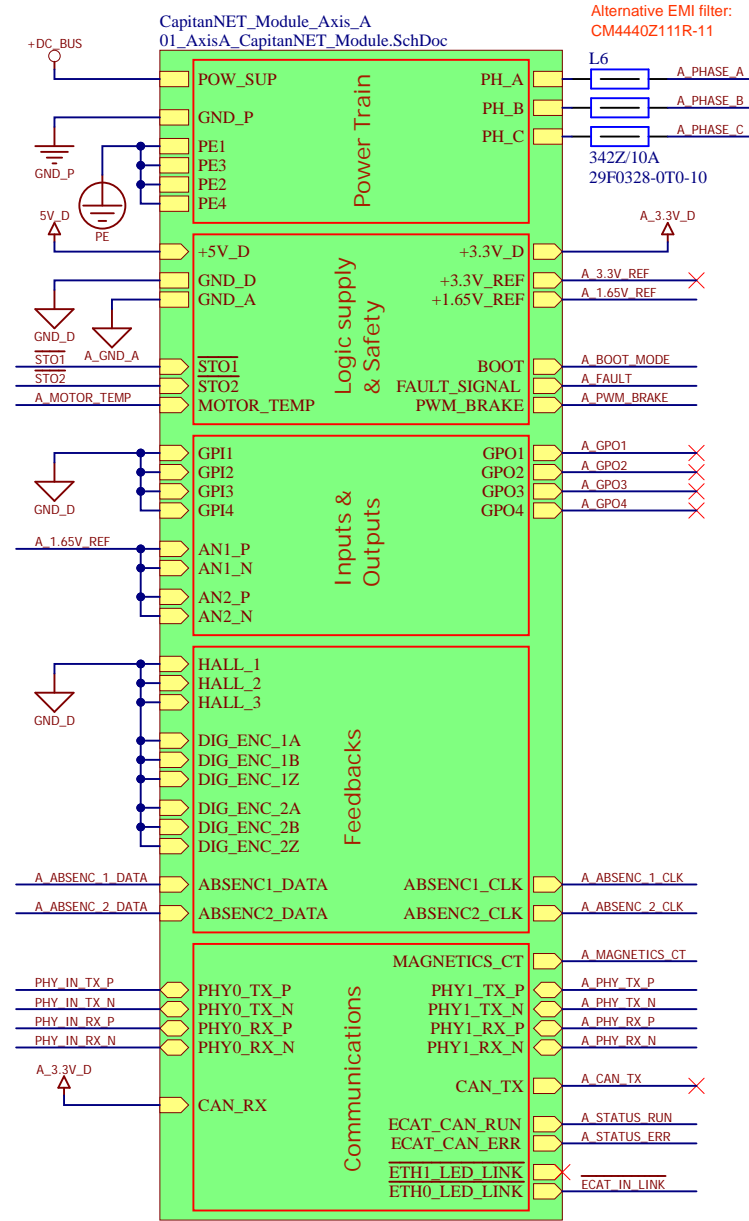 Alternative EMI filter:
CM4440Z111R-11
CapitanNET_Module_Axis_A
01_AxisA_CapitanNET_Module.SchDoc
+DC_BUS
L6
POW_SUP
PH_A
A_PHASE_A
PH_B
A_PHASE_B
GND_P
PH_C
A_PHASE_C
Power Train
PE1
PE3
PE2
PE4
GND_P
342Z/10A
29F0328-0T0-10
PE
5V_D
A_3.3V_D
+5V_D
+3.3V_D
GND_D
+3.3V_REF
A_3.3V_REF
GND_A
+1.65V_REF
A_1.65V_REF
Logic supply
& Safety
GND_D
A_GND_A
STO1
STO1
BOOT
A_BOOT_MODE
STO2
STO2
FAULT_SIGNAL
A_FAULT
A_MOTOR_TEMP
MOTOR_TEMP
PWM_BRAKE
A_PWM_BRAKE
GPI1
GPO1
A_GPO1
GPI2
GPO2
A_GPO2
GPI3
GPO3
A_GPO3
GPI4
GPO4
A_GPO4
GND_D
Inputs &
Outputs
A_1.65V_REF
AN1_P
AN1_N
AN2_P
AN2_N
HALL_1
HALL_2
HALL_3
GND_D
DIG_ENC_1A
DIG_ENC_1B
DIG_ENC_1Z
Feedbacks
DIG_ENC_2A
DIG_ENC_2B
DIG_ENC_2Z
A_ABSENC_1_DATA
ABSENC1_DATA
ABSENC1_CLK
A_ABSENC_1_CLK
A_ABSENC_2_DATA
ABSENC2_DATA
ABSENC2_CLK
A_ABSENC_2_CLK
MAGNETICS_CT
A_MAGNETICS_CT
PHY_IN_TX_P
PHY0_TX_P
PHY1_TX_P
A_PHY_TX_P
PHY_IN_TX_N
PHY0_TX_N
PHY1_TX_N
A_PHY_TX_N
PHY_IN_RX_P
PHY0_RX_P
PHY1_RX_P
A_PHY_RX_P
PHY_IN_RX_N
PHY0_RX_N
PHY1_RX_N
A_PHY_RX_N
Communications
A_3.3V_D
CAN_TX
A_CAN_TX
CAN_RX
ECAT_CAN_RUN
A_STATUS_RUN
ECAT_CAN_ERR
A_STATUS_ERR
ETH1_LED_LINK
ETH0_LED_LINK
ECAT_IN_LINK